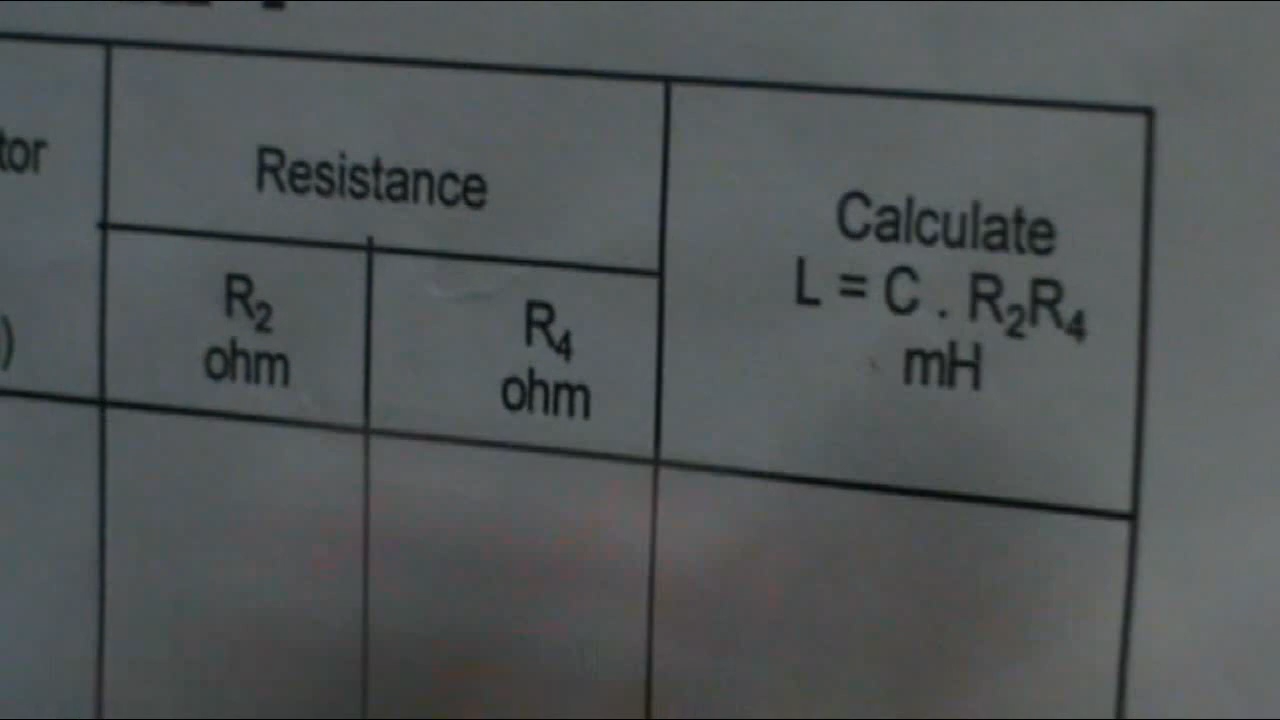 tor
)
Resistance
R₂
ohm
R₄
ohm
Calculate
L = C . R₂R₄
mH